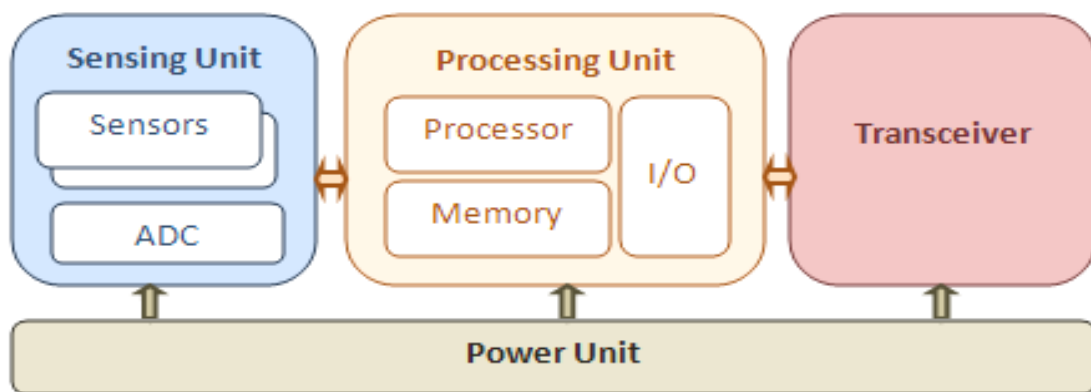 Sensing Unit
Sensors
ADC
Processing Unit
Processor
Memory
I/O
Transceiver
Power Unit